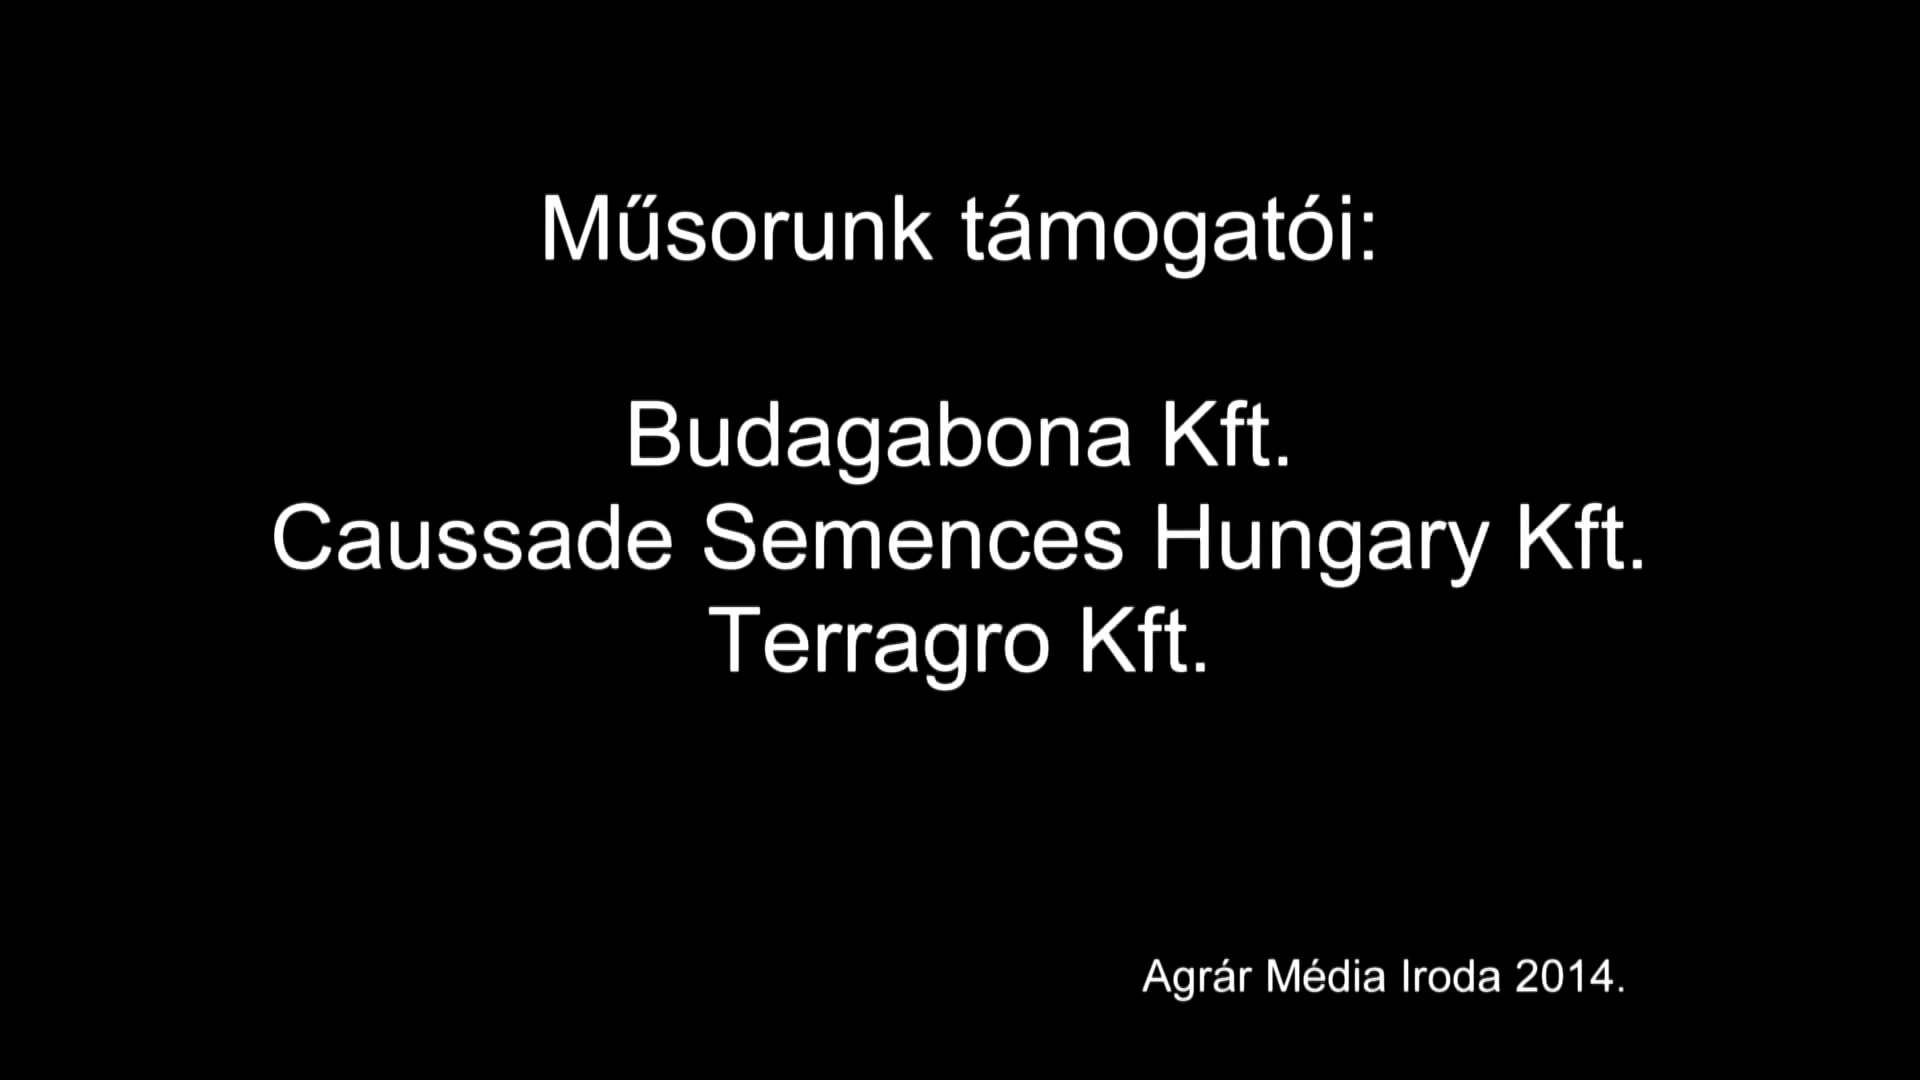 Műsorunk támogatói:
Budagabona Kft.
Caussade Semences Hungary Kft.
Terragro Kft.
Agrár Média Iroda 2014.